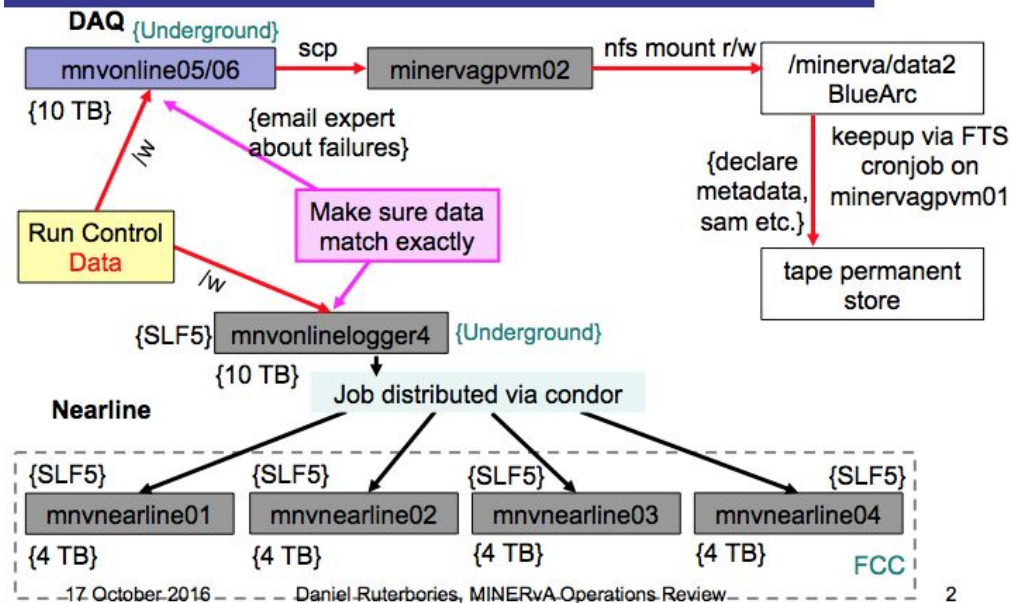 DAQ
{Underground}
mnvonline05/06
{10 TB}
scp
minervagpvm02
nfs mount r/w
/minerva/data2
BlueArc
{email expert
about failures}
/w
{declare
metadata,
sam etc.}
keepup via FTS
cronjob on
minervagpvm01
Make sure data
match exactly
Run Control
Data
/w
tape permanent
store
{SLF5}
mnvonlinelogger4
{Underground}
{10 TB}
Job distributed via condor
Nearline
{SLF5}
{SLF5}
{SLF5}
{SLF5}
mnvnearline01
mnvnearline02
mnvnearline03
mnvnearline04
{4 TB}
{4 TB}
{4 TB}
{4 TB}
FCC
17 October 2016
Daniel Ruterbories, MINERvA Operations Review
2